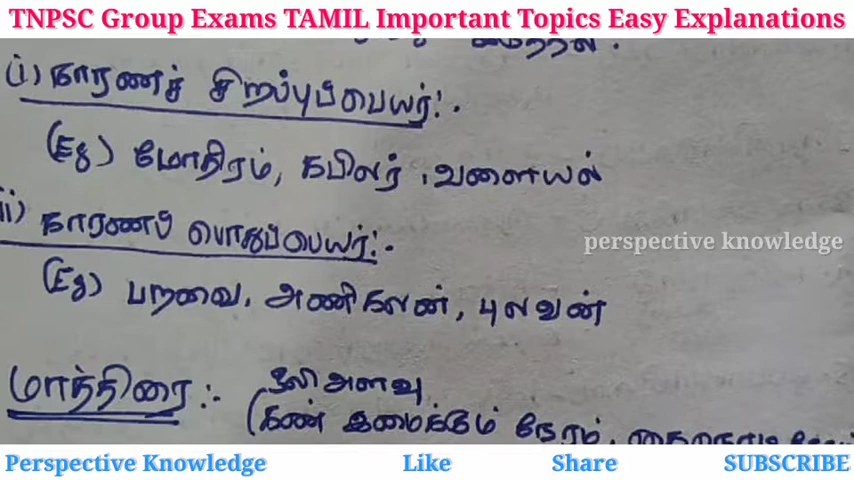 TNPSC Group Exams TAMIL Important Topics Easy Explanations
i) காரணச் சிறப்புப்பெயர்:-
(Eg) மோதிரம், கபிலர், வளையல்
ii) காரணப் பொதுப்பெயர்:-
perspective knowledge
(Eg) பறவை, அணிகலன், புலவன்
மாத்திரை:- ஒலி அளவு
(கண் இமைக்கும் நேரம்,
Perspective Knowledge Like Share SUBSCRIBE